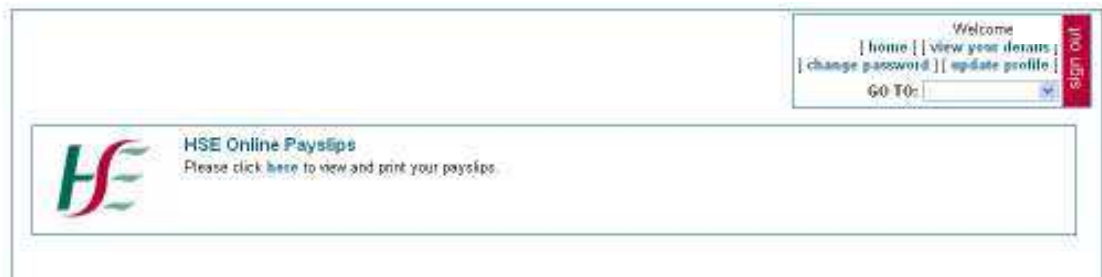 Welcome
[ home ] [ view your details ]
[ change password ] [ update profile ]
GO TO:
sign out
HSE
HSE Online Payslips
Please click here to view and print your payslips.